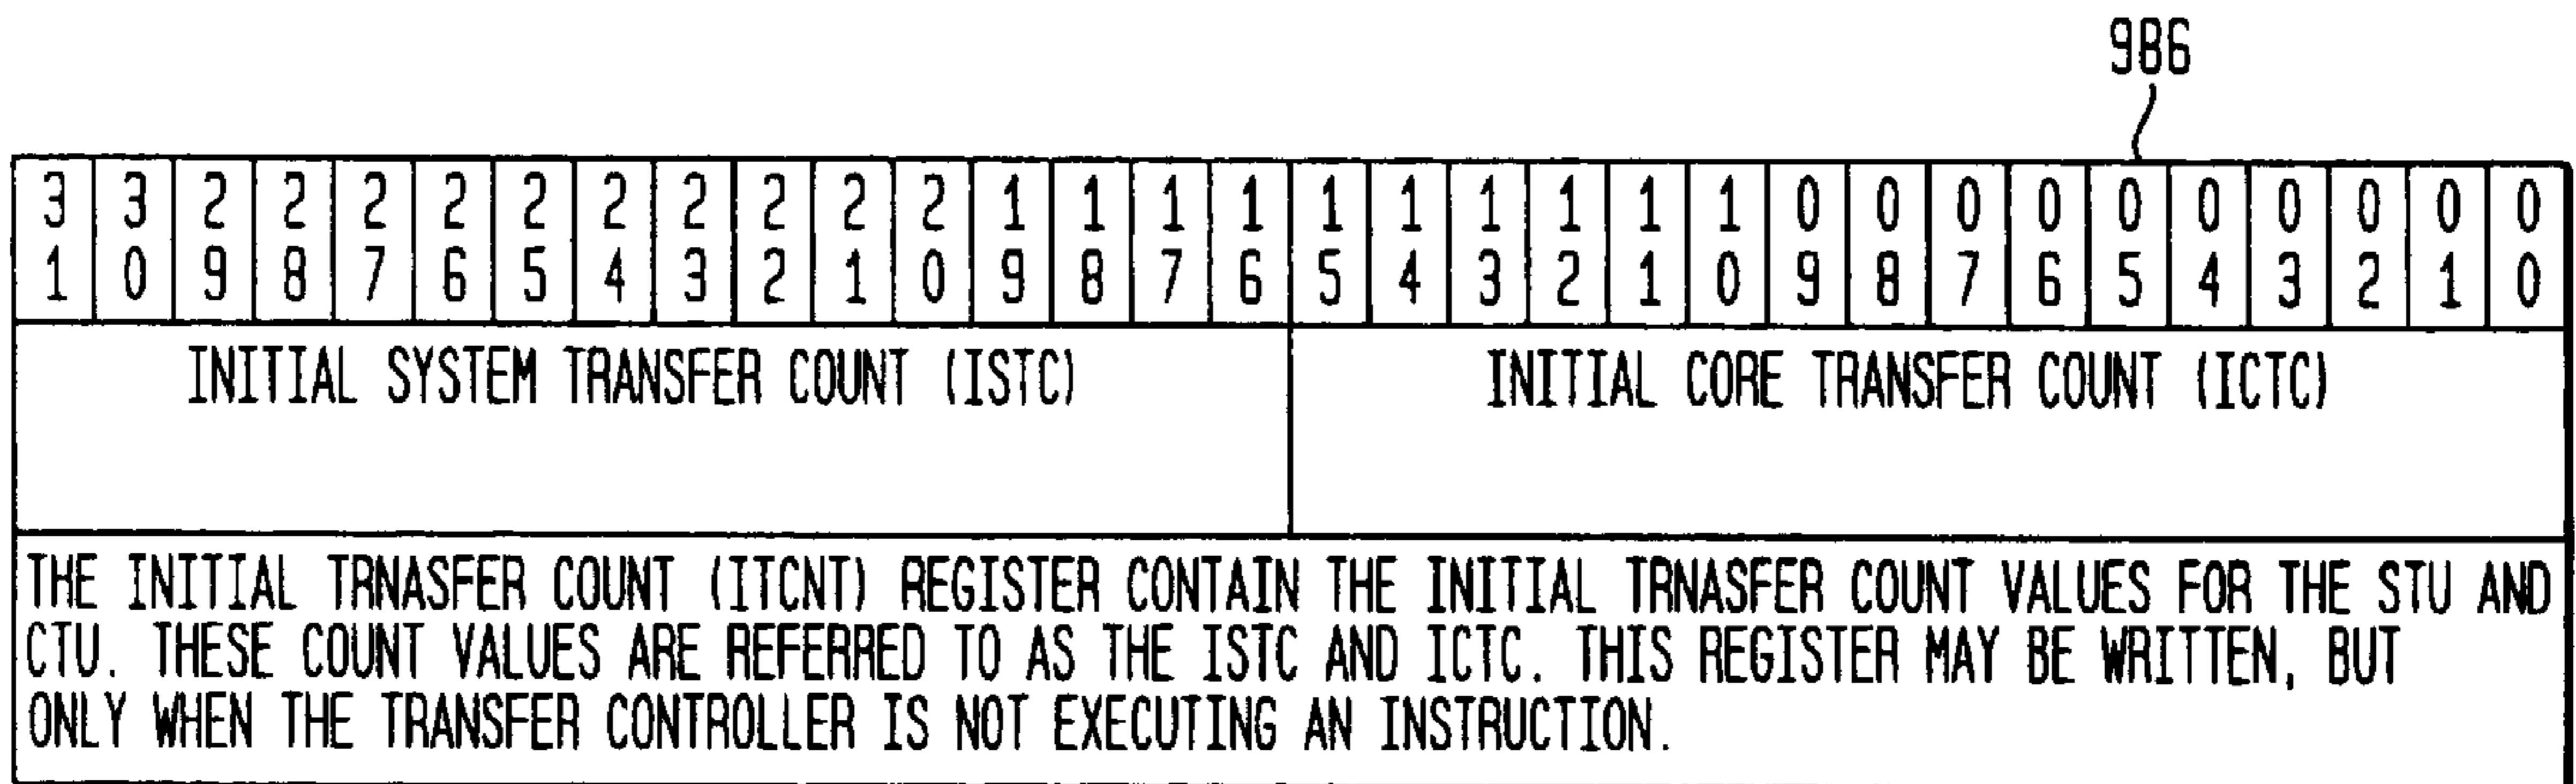 986
3 3 2 2 2 2 2 2 2 2 2 2 1 1 1 1 1 1 1 1 1 1 0 0 0 0 0 0 0 0 0 0
1 0 9 8 7 6 5 4 3 2 1 0 9 8 7 6 5 4 3 2 1 0 9 8 7 6 5 4 3 2 1 0
INITIAL SYSTEM TRANSFER COUNT (ISTC) INITIAL CORE TRANSFER COUNT (ICTC)
THE INITIAL TRNASFER COUNT (ITCNT) REGISTER CONTAIN THE INITIAL TRNASFER COUNT VALUES FOR THE STU AND
CTU. THESE COUNT VALUES ARE REFERRED TO AS THE ISTC AND ICTC. THIS REGISTER MAY BE WRITTEN, BUT
ONLY WHEN THE TRANSFER CONTROLLER IS NOT EXECUTING AN INSTRUCTION.